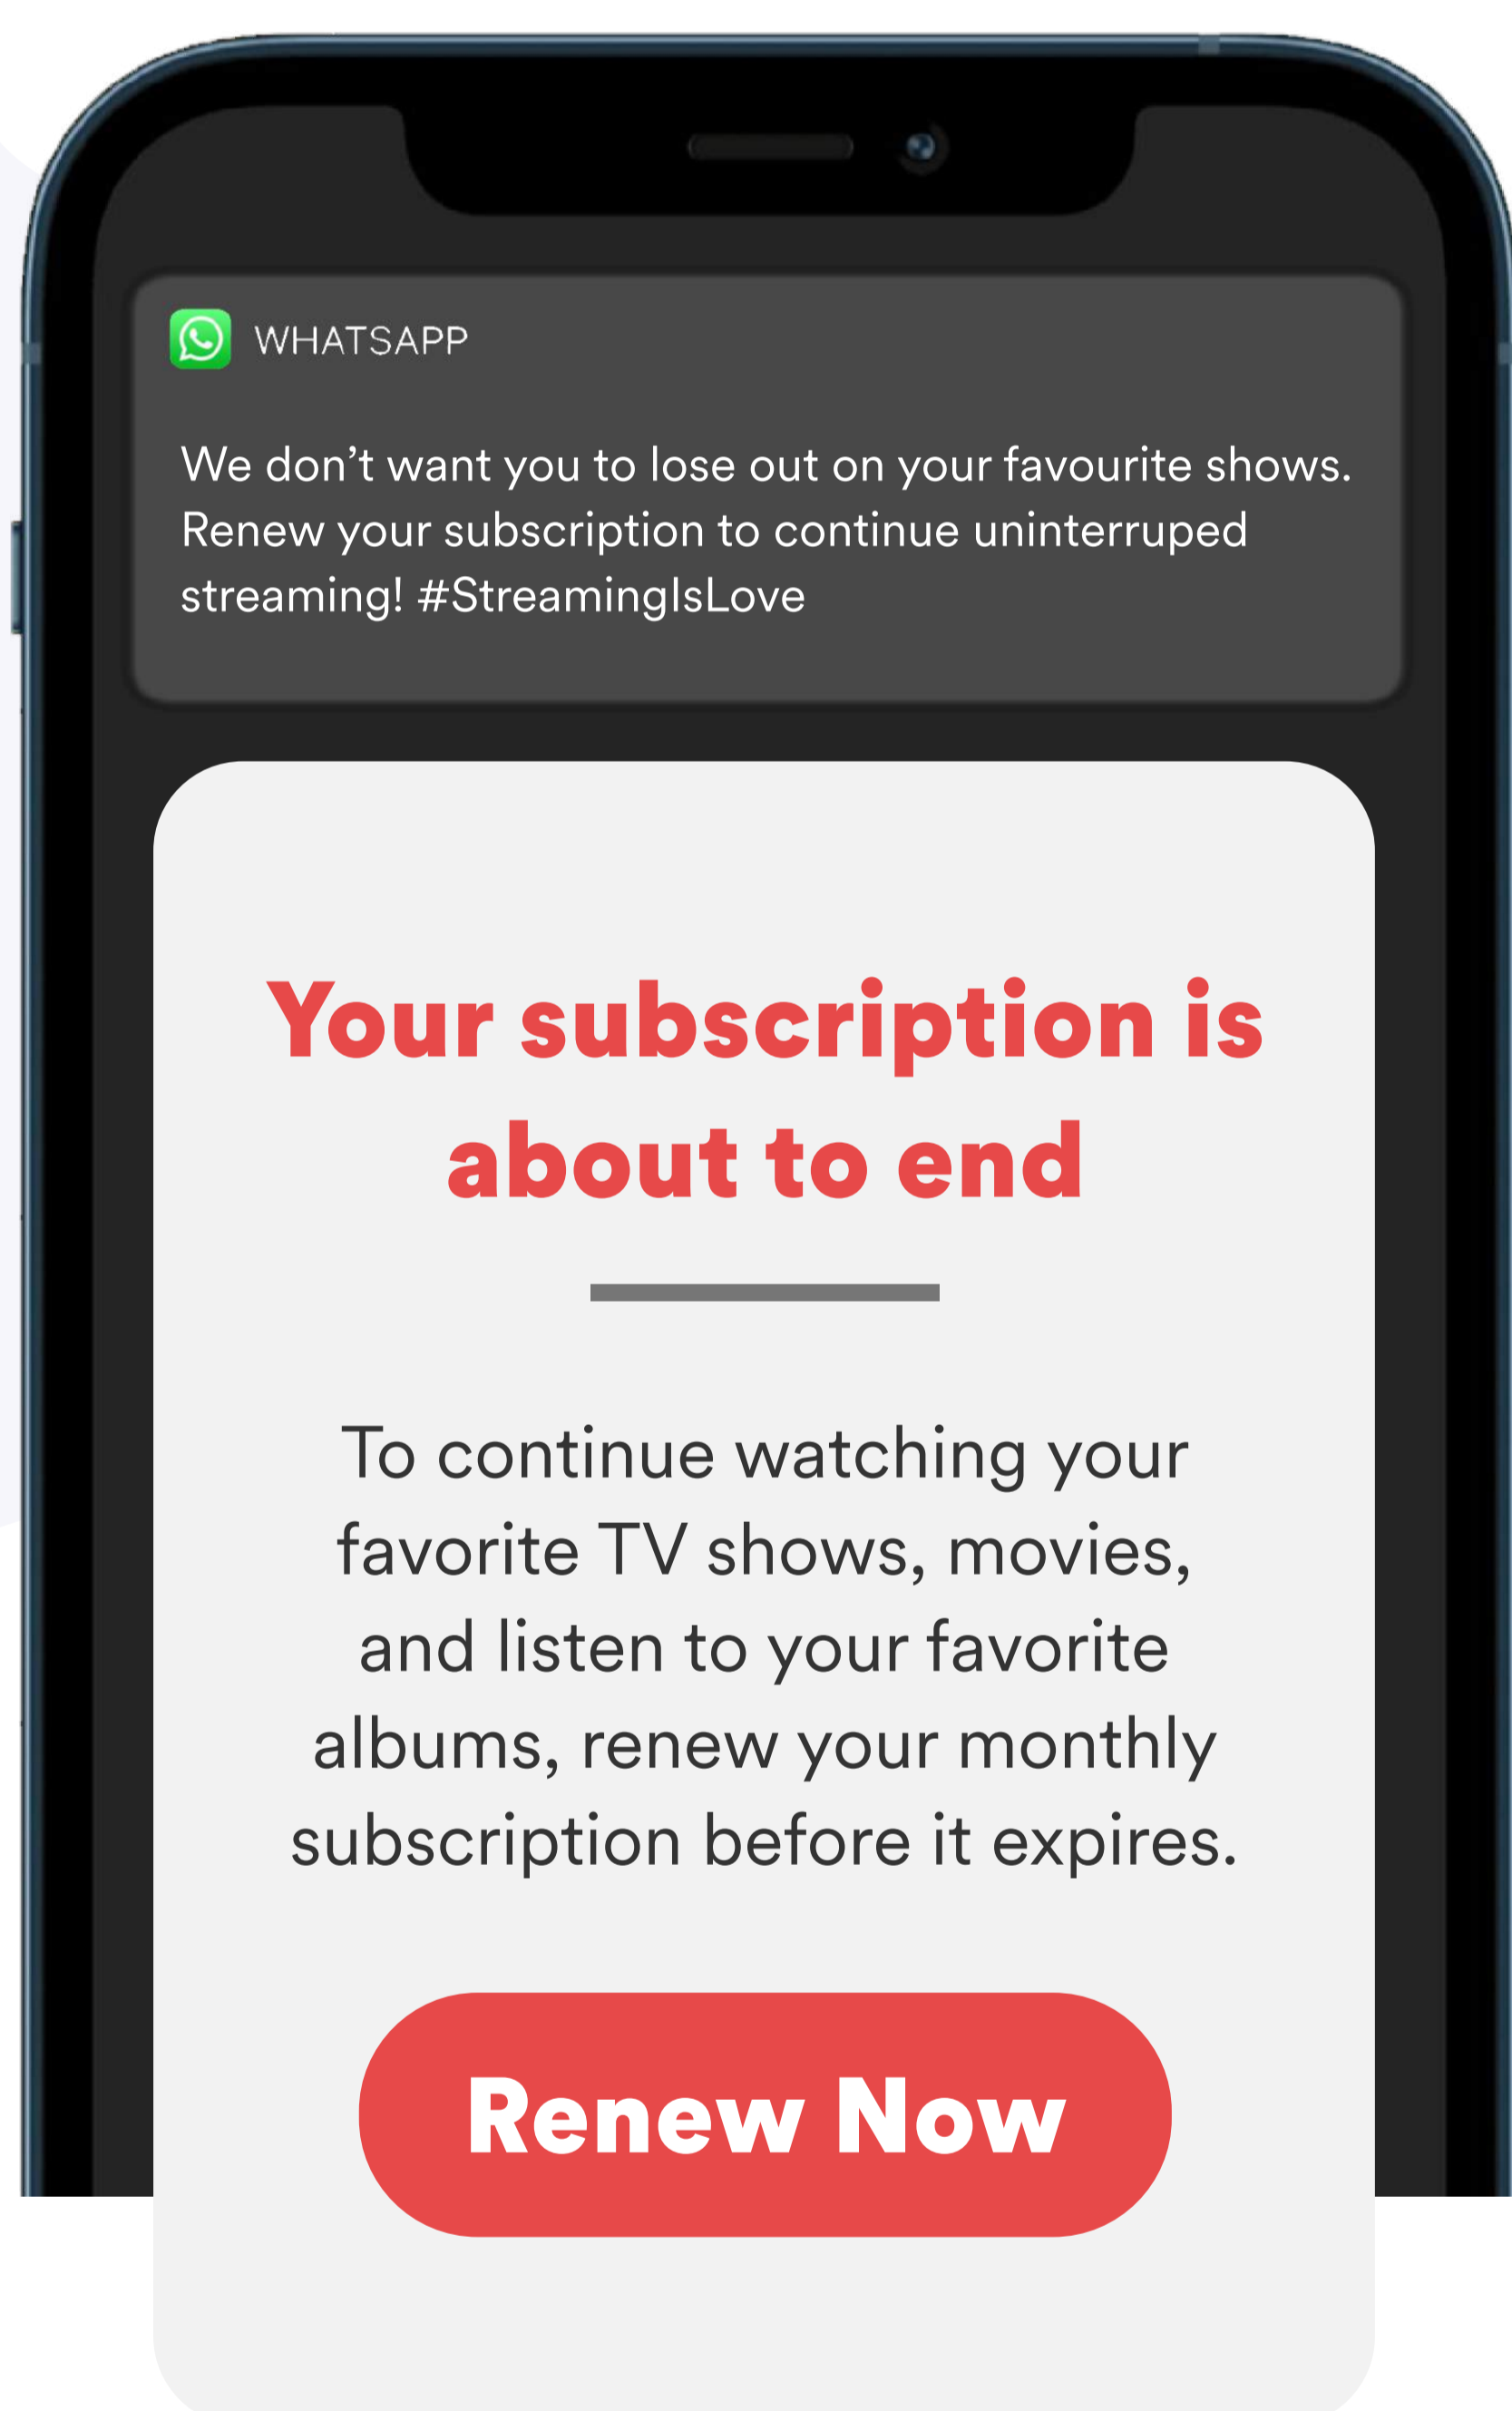 WHATSAPP
We don’t want you to lose out on your favourite shows.
Renew your subscription to continue uninterruped
streaming! #StreamingIsLove
Your subscription is
about to end
To continue watching your
favorite TV shows, movies,
and listen to your favorite
albums, renew your monthly
subscription before it expires.
Renew Now